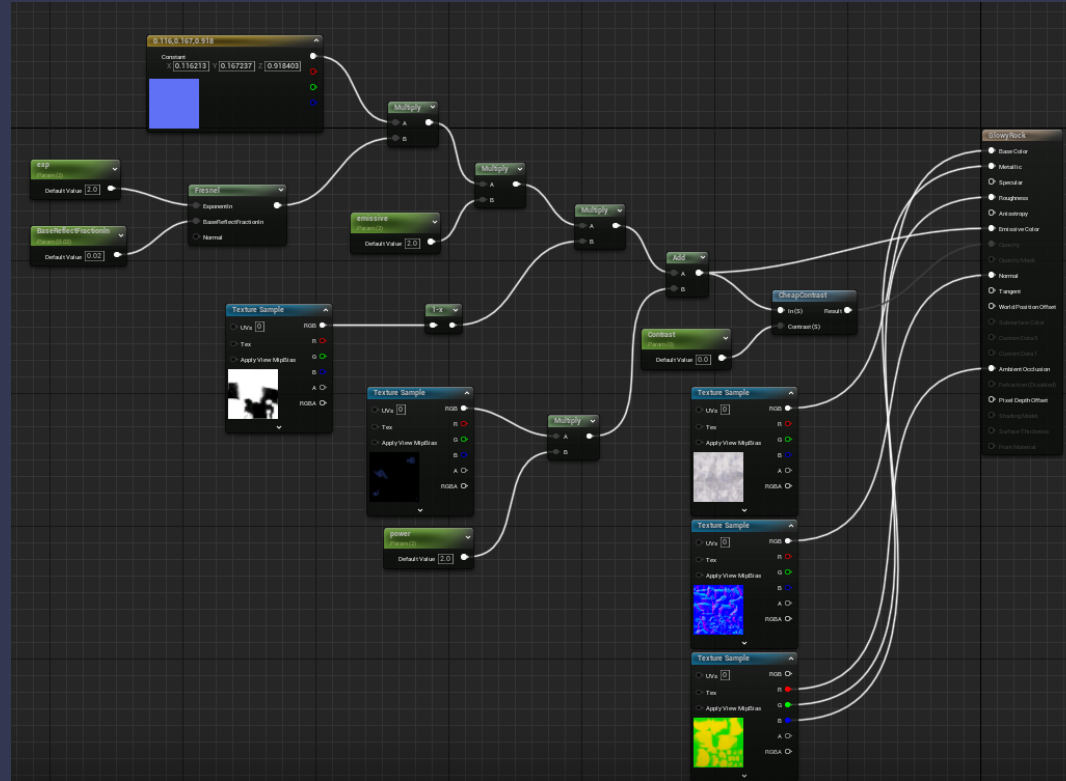 0.116,0.167,0.918
Constant
X 0.116213 Y 0.167237 Z 0.918403
Multiply
A
B
exp
Param (2)
Default Value 2.0
Fresnel
ExponentIn
BaseReflectFractionIn
Normal
BaseReflectFractionIn
Param (0.02)
Default Value 0.02
Multiply
A
B
emissive
Param (2)
Default Value 2.0
Multiply
A
B
Add
A
B
CheapContrast
In (S) Result
Contrast (S)
Contrast
Param (0)
Default Value 0.0
Texture Sample
UVs 0 RGB
Tex R
Apply View MipBias G
B
A
RGBA
1-x
Texture Sample
UVs 0 RGB
Tex R
Apply View MipBias G
B
A
RGBA
Multiply
A
B
power
Param (2)
Default Value 2.0
Texture Sample
UVs 0 RGB
Tex R
Apply View MipBias G
B
A
RGBA
Texture Sample
UVs 0 RGB
Tex R
Apply View MipBias G
B
A
RGBA
Texture Sample
UVs 0 RGB
Tex R
Apply View MipBias G
B
A
RGBA
BlowyRock
Base Color
Metallic
Specular
Roughness
Anisotropy
Emissive Color
Opacity
Opacity Mask
Normal
Tangent
World Position Offset
Subsurface Color
Custom Data 0
Custom Data 1
Ambient Occlusion
Refraction (Disabled)
Pixel Depth Offset
Shading Model
Surface Thickness
Front Material